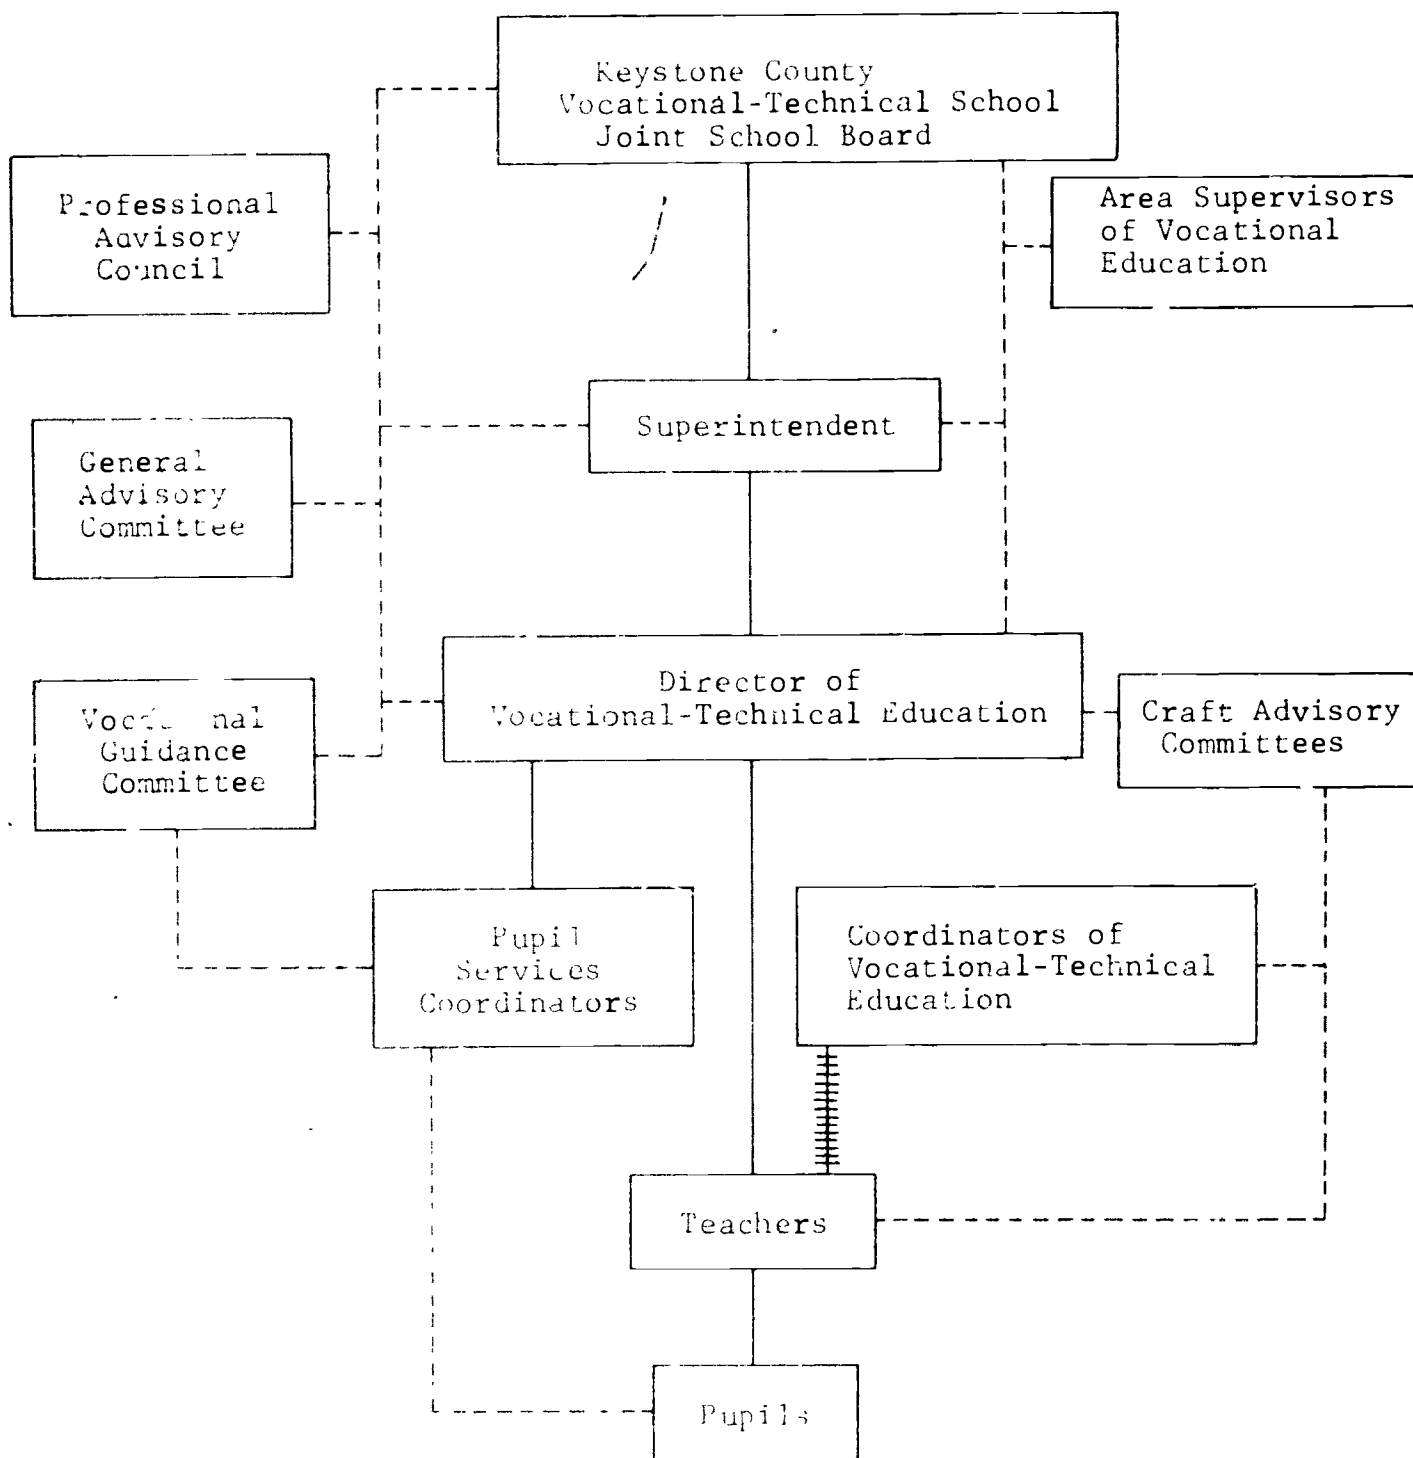 Keystone County
Vocational-Technical School
Joint School Board
Professional
Advisory
Council
Area Supervisors
of Vocational
Education
Superintendent
General
Advisory
Committee
Director of
Vocational-Technical Education
Craft Advisory
Committees
Guidance
Committee
Pupil
Services
Coordinators
Coordinators of
Vocational-Technical
Education
Teachers
Pupils